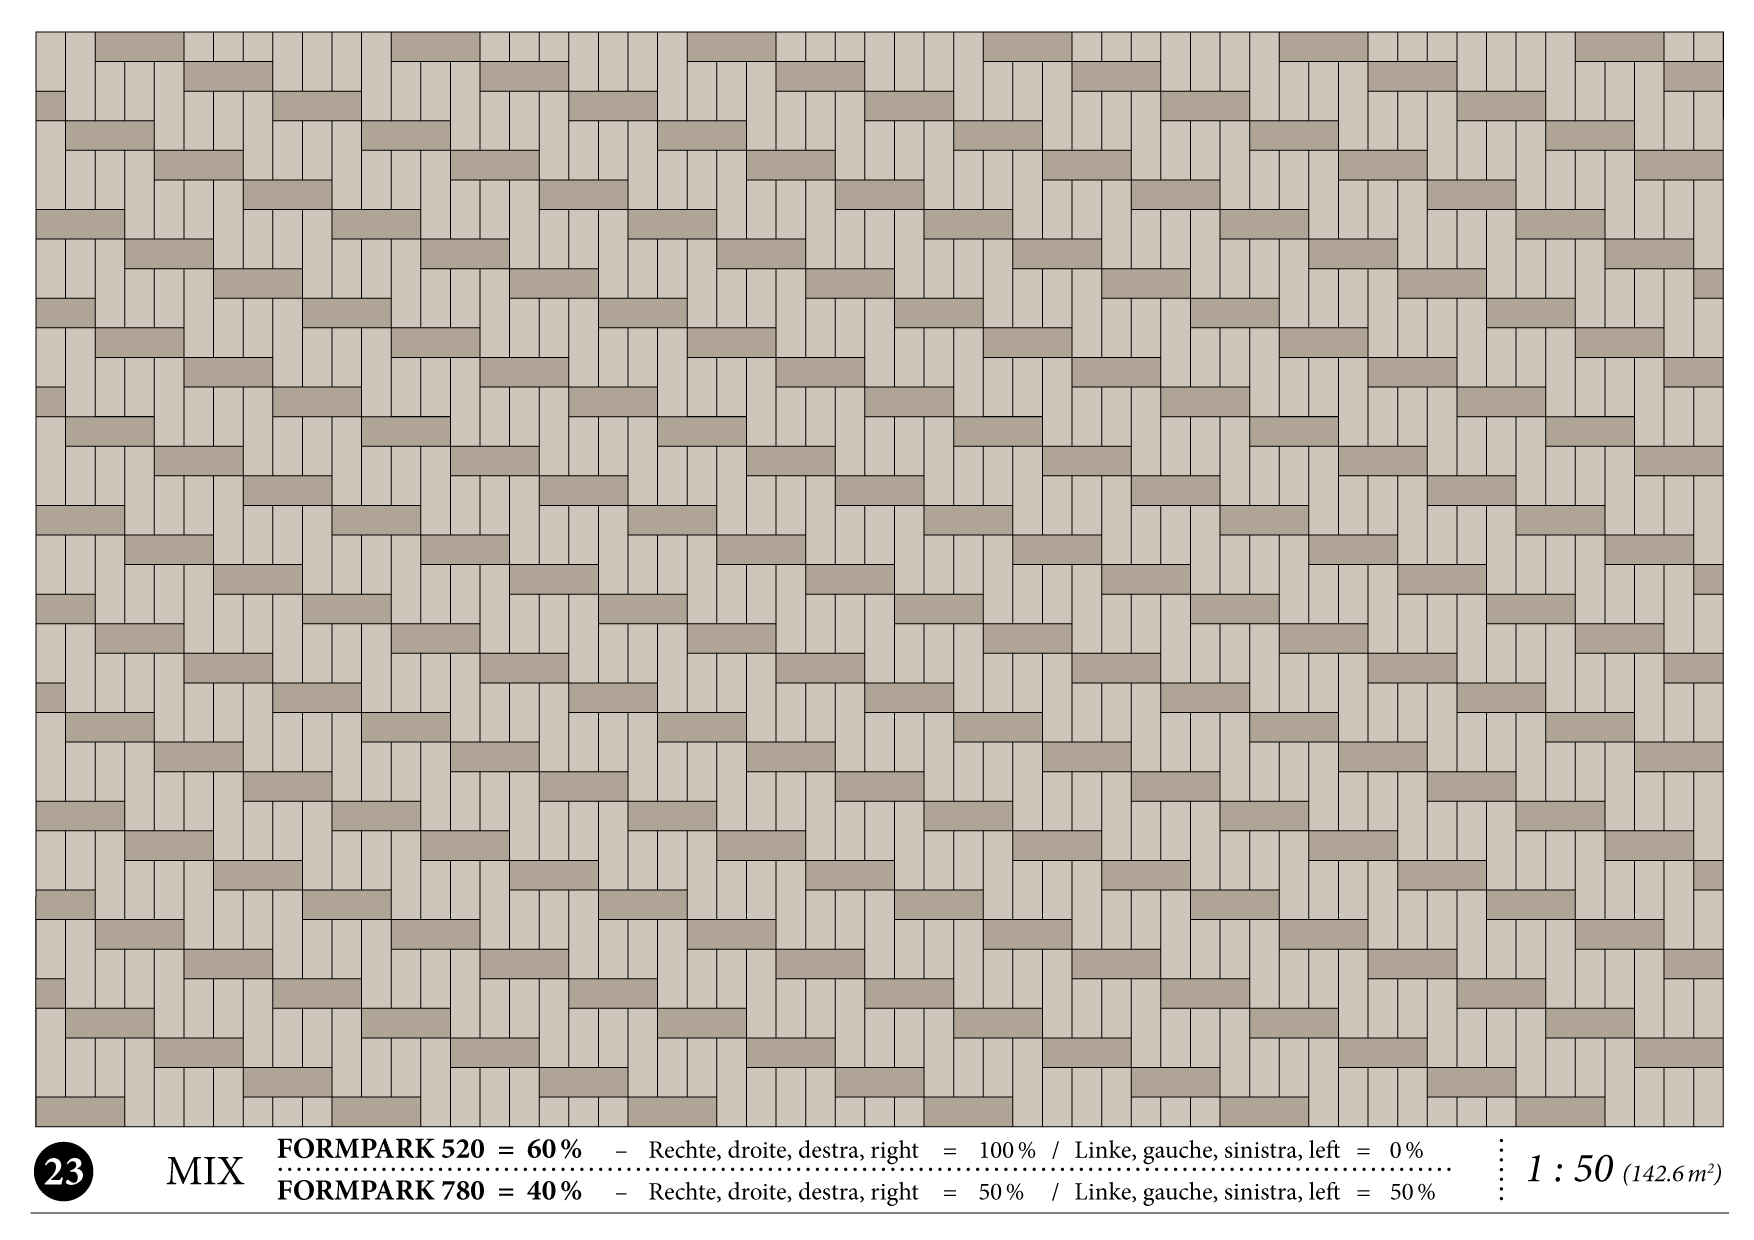 23
MIX
FORMPARK 520 = 60 % – Rechte, droite, destra, right = 100 % / Linke, gauche, sinistra, left = 0 %
FORMPARK 780 = 40 % – Rechte, droite, destra, right = 50 % / Linke, gauche, sinistra, left = 50 %
1 : 50 (142.6 m²)